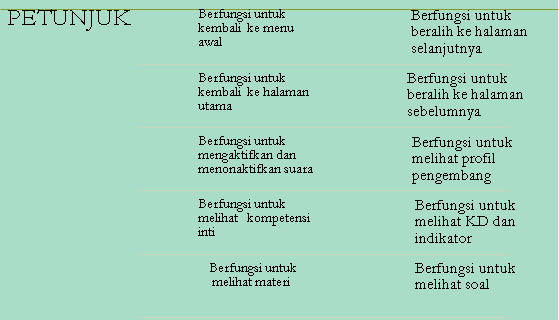 PETUNJUK
Berfungsi untuk
kembali ke menu
awal
Berfungsi untuk
beralih ke halaman
selanjutnya
Berfungsi untuk
kembali ke halaman
utama
Berfungsi untuk
beralih ke halaman
sebelumnya
Berfungsi untuk
mengaktifkan dan
menonaktifkan suara
Berfungsi untuk
melihat profil
pengembang
Berfungsi untuk
melihat kompetensi
inti
Berfungsi untuk
melihat KD dan
indikator
Berfungsi untuk
melihat materi
Berfungsi untuk
melihat soal